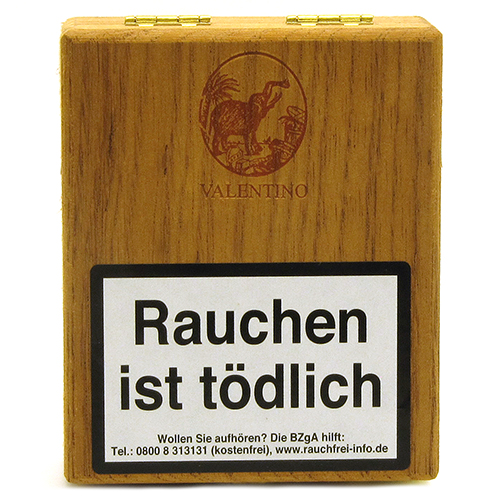 VALENTINO
Rauchen
ist tödlich
Wollen Sie aufhören? Die BZgA hilft:
Tel.: 0800 8 313131 (kostenfrei), www.rauchfrei-info.de